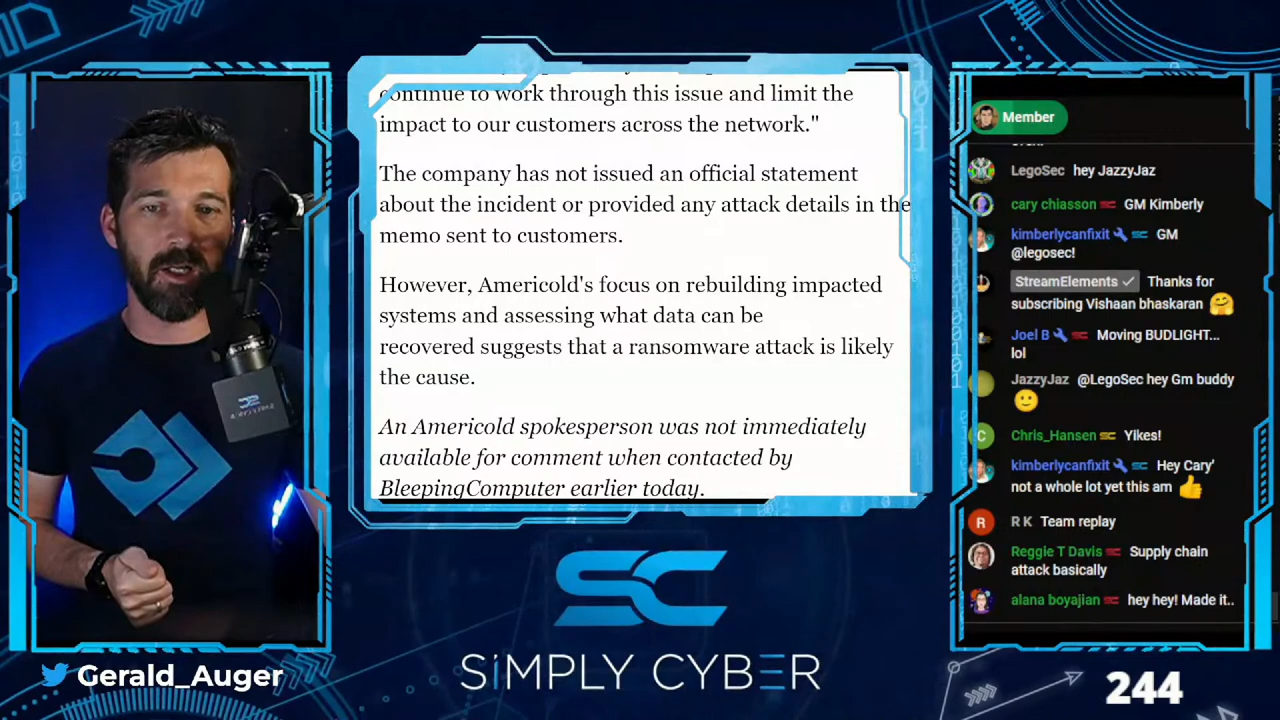 continue to work through this issue and limit the
impact to our customers across the network."
The company has not issued an official statement
about the incident or provided any attack details in the
memo sent to customers.
However, Americold's focus on rebuilding impacted
systems and assessing what data can be
recovered suggests that a ransomware attack is likely
the cause.
An Americold spokesperson was not immediately
available for comment when contacted by
BleepingComputer earlier today.
SC
SIMPLY CYBER
Gerald_Auger
Member
LegoSec hey JazzyJaz
cary chiasson GM Kimberly
kimberlycanfixit GM
@legosec!
StreamElements Thanks for
subscribing Vishaan bhaskaran
Joel B Moving BUDLIGHT...
lol
JazzyJaz @LegoSec hey Gm buddy
C Chris_Hansen Yikes!
kimberlycanfixit Hey Cary'
not a whole lot yet this am
R R K Team replay
Reggie T Davis Supply chain
attack basically
alana boyajian hey hey! Made it..
244